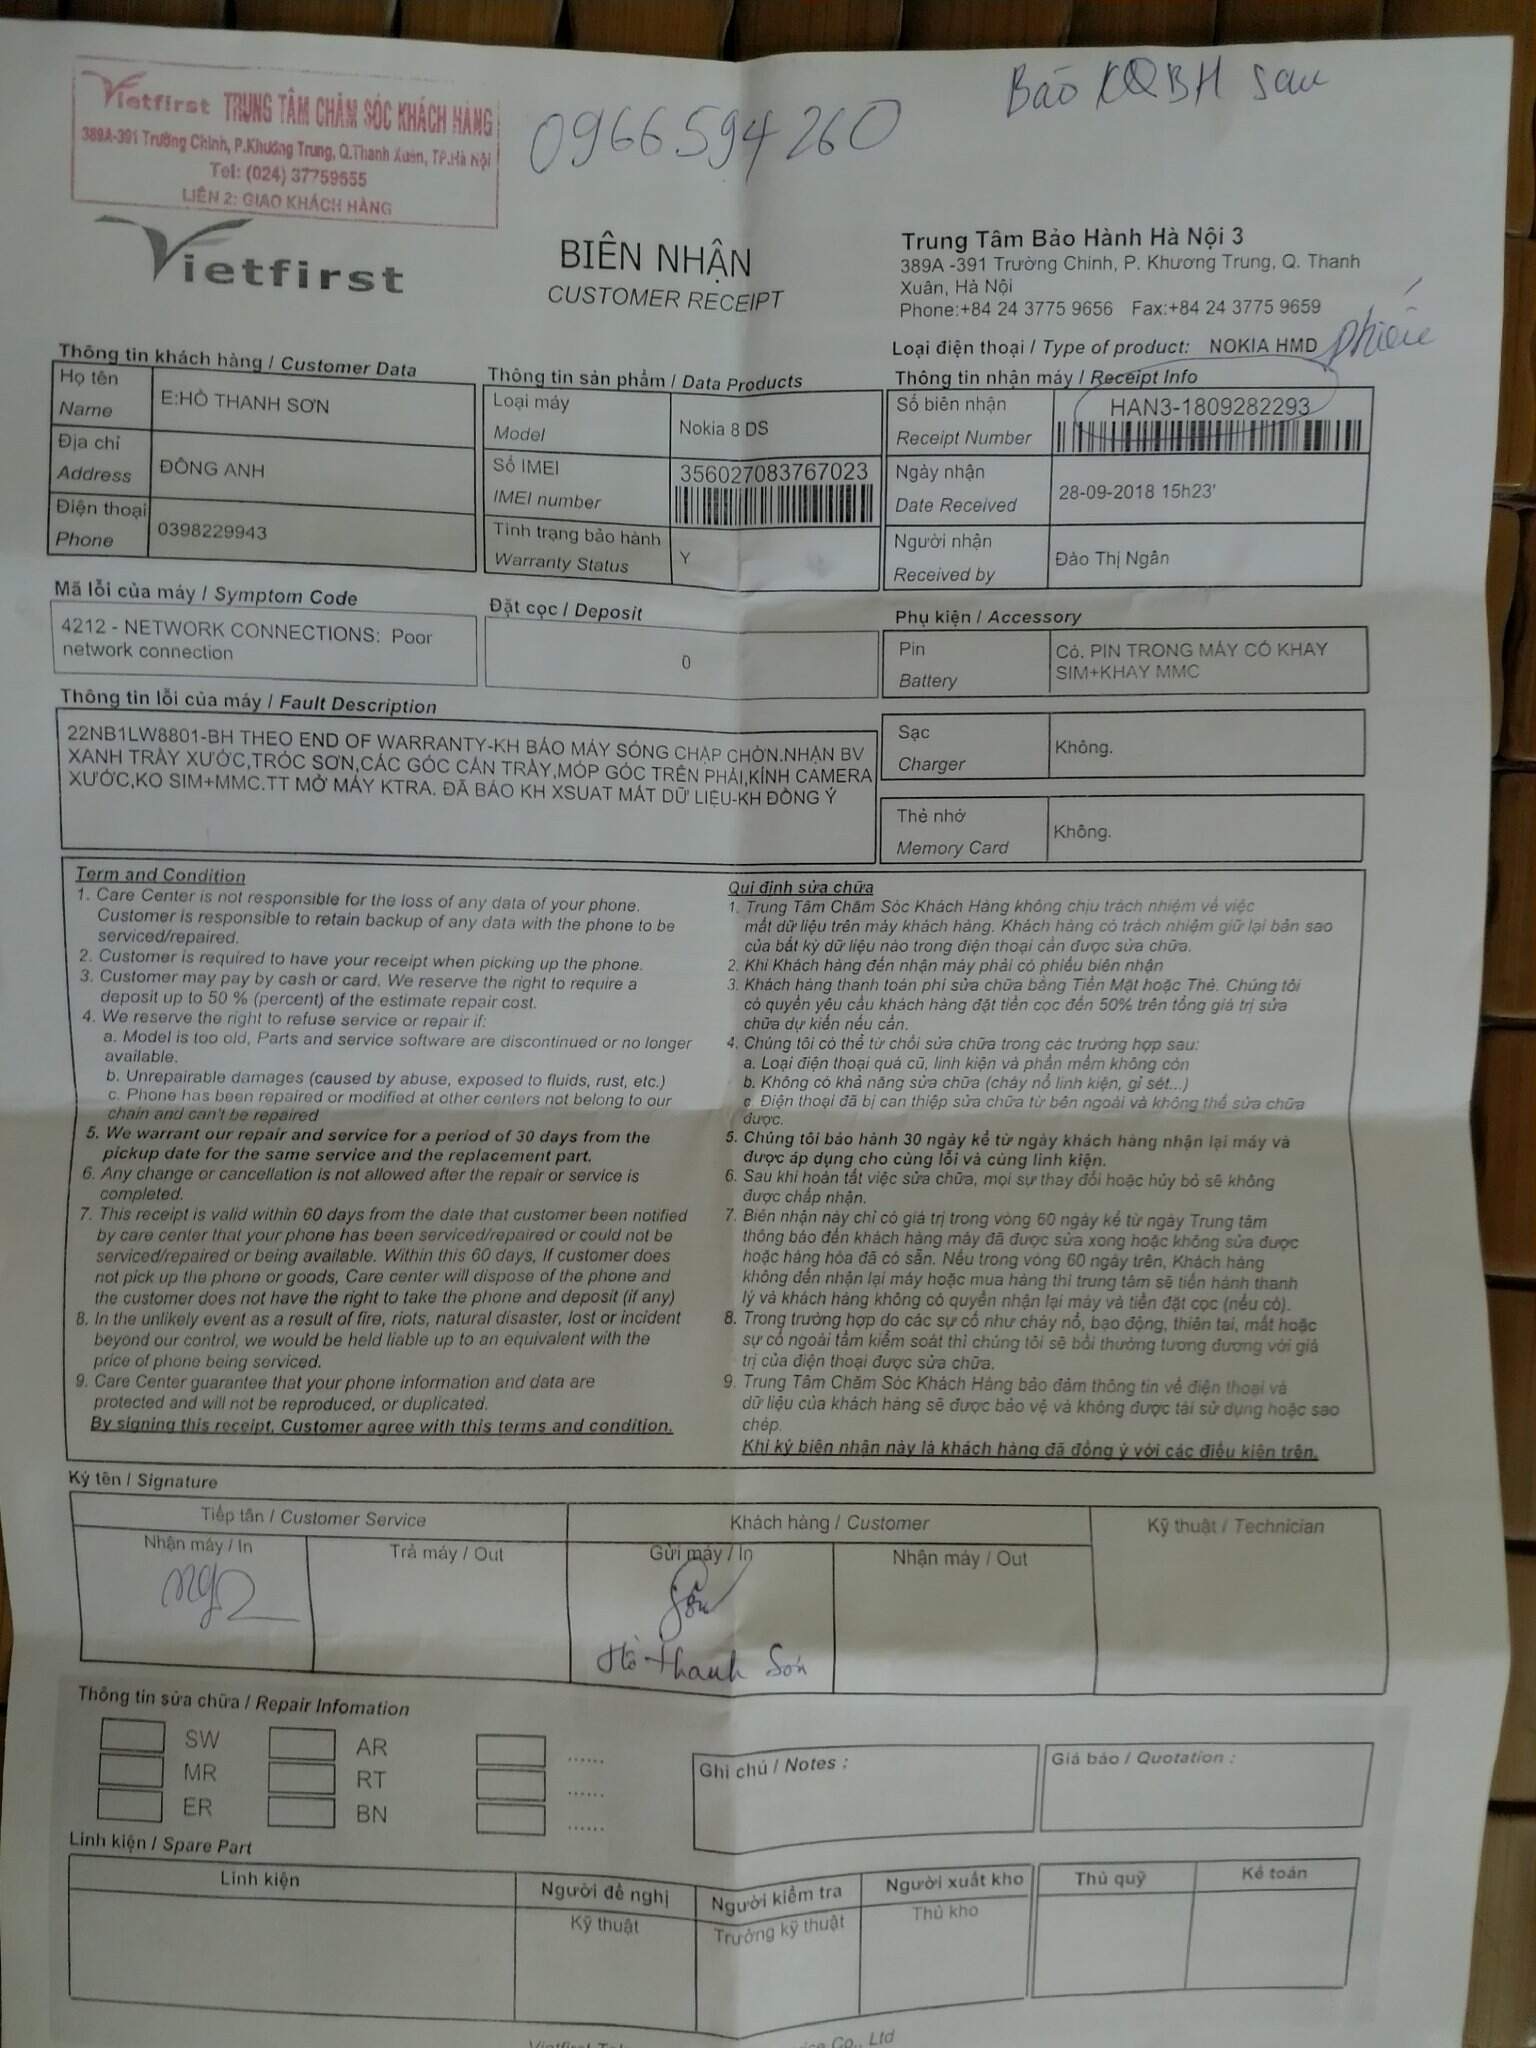 Vietfirst TRUNG TÂM CHĂM SÓC KHÁCH HÀNG
389A-391 Trường Chinh, P.Khương Trung, Q.Thanh Xuân, TP.Hà Nội
Tel: (024) 37759655
LIÊN 2: GIAO KHÁCH HÀNG
0966594260
Báo KQBH sau
Vietfirst
BIÊN NHẬN
CUSTOMER RECEIPT
Trung Tâm Bảo Hành Hà Nội 3
389A -391 Trường Chinh, P. Khương Trung, Q. Thanh
Xuân, Hà Nội
Phone:+84 24 3775 9656 Fax:+84 24 3775 9659
Loại điện thoại / Type of product: NOKIA HMD
phiếu
Thông tin khách hàng / Customer Data
Họ tên
Name
E:HỒ THANH SƠN
Địa chỉ
Address
ĐÔNG ANH
Điện thoại
Phone
0398229943
Thông tin sản phẩm / Data Products
Loại máy
Model
Nokia 8 DS
Số IMEI
IMEI number
356027083767023
Tình trạng bảo hành
Warranty Status
Y
Thông tin nhận máy / Receipt Info
Số biên nhận
Receipt Number
HAN3-1809282293
Ngày nhận
Date Received
28-09-2018 15h23'
Người nhận
Received by
Đào Thị Ngân
Mã lỗi của máy / Symptom Code
4212 - NETWORK CONNECTIONS: Poor
network connection
Đặt cọc / Deposit
0
Phụ kiện / Accessory
Pin
Battery
Có. PIN TRONG MÁY CÓ KHAY
SIM+KHAY MMC
Thông tin lỗi của máy / Fault Description
22NB1LW8801-BH THEO END OF WARRANTY-KH BÁO MÁY SÓNG CHẬP CHỜN.NHẬN BV
XANH TRẦY XƯỚC,TRÓC SƠN,CÁC GÓC CẤN TRẦY,MÓP GÓC TRÊN PHẢI,KÍNH CAMERA
XƯỚC,KO SIM+MMC.TT MỞ MÁY KTRA. ĐÃ BÁO KH XSUAT MẤT DỮ LIỆU-KH ĐỒNG Ý
Sạc
Charger
Không.
Thẻ nhớ
Memory Card
Không.
Term and Condition
1. Care Center is not responsible for the loss of any data of your phone.
Customer is responsible to retain backup of any data with the phone to be
serviced/repaired.
2. Customer is required to have your receipt when picking up the phone.
3. Customer may pay by cash or card. We reserve the right to require a
deposit up to 50 % (percent) of the estimate repair cost.
4. We reserve the right to refuse service or repair if:
a. Model is too old, Parts and service software are discontinued or no longer
available.
b. Unrepairable damages (caused by abuse, exposed to fluids, rust, etc.)
c. Phone has been repaired or modified at other centers not belong to our
chain and can't be repaired
5. We warrant our repair and service for a period of 30 days from the
pickup date for the same service and the replacement part.
6. Any change or cancellation is not allowed after the repair or service is
completed.
7. This receipt is valid within 60 days from the date that customer been notified
by care center that your phone has been serviced/repaired or could not be
serviced/repaired or being available. Within this 60 days, If customer does
not pick up the phone or goods, Care center will dispose of the phone and
the customer does not have the right to take the phone and deposit (if any)
8. In the unlikely event as a result of fire, riots, natural disaster, lost or incident
beyond our control, we would be held liable up to an equivalent with the
price of phone being serviced.
9. Care Center guarantee that your phone information and data are
protected and will not be reproduced, or duplicated.
By signing this receipt, Customer agree with this terms and condition.
Qui định sửa chữa
1. Trung Tâm Chăm Sóc Khách Hàng không chịu trách nhiệm về việc
mất dữ liệu trên máy khách hàng. Khách hàng có trách nhiệm giữ lại bản sao
của bất kỳ dữ liệu nào trong điện thoại cần được sửa chữa.
2. Khi Khách hàng đến nhận máy phải có phiếu biên nhận
3. Khách hàng thanh toán phí sửa chữa bằng Tiền Mặt hoặc Thẻ. Chúng tôi
có quyền yêu cầu khách hàng đặt tiền cọc đến 50% trên tổng giá trị sửa
chữa dự kiến nếu cần.
4. Chúng tôi có thể từ chối sửa chữa trong các trường hợp sau:
a. Loại điện thoại quá cũ, linh kiện và phần mềm không còn
b. Không có khả năng sửa chữa (cháy nổ linh kiện, gỉ sét...)
c. Điện thoại đã bị can thiệp sửa chữa từ bên ngoài và không thể sửa chữa
được.
5. Chúng tôi bảo hành 30 ngày kể từ ngày khách hàng nhận lại máy và
được áp dụng cho cùng lỗi và cùng linh kiện.
6. Sau khi hoàn tất việc sửa chữa, mọi sự thay đổi hoặc hủy bỏ sẽ không
được chấp nhận.
7. Biên nhận này chỉ có giá trị trong vòng 60 ngày kể từ ngày Trung tâm
thông báo đến khách hàng máy đã được sửa xong hoặc không sửa được
hoặc hàng hóa đã có sẵn. Nếu trong vòng 60 ngày trên, Khách hàng
không đến nhận lại máy hoặc mua hàng thì trung tâm sẽ tiến hành thanh
lý và khách hàng không có quyền nhận lại máy và tiền đặt cọc (nếu có).
8. Trong trường hợp do các sự cố như cháy nổ, bạo động, thiên tai, mất hoặc
sự cố ngoài tầm kiểm soát thì chúng tôi sẽ bồi thường tương đương với giá
trị của điện thoại được sửa chữa.
9. Trung Tâm Chăm Sóc Khách Hàng bảo đảm thông tin về điện thoại và
dữ liệu của khách hàng sẽ được bảo vệ và không được tái sử dụng hoặc sao
chép.
Khi ký biên nhận này là khách hàng đã đồng ý với các điều kiện trên.
Ký tên / Signature
Tiếp tân / Customer Service
Khách hàng / Customer
Kỹ thuật / Technician
Nhận máy / In
Trả máy / Out
Gửi máy / In
Nhận máy / Out
Hồ Thanh Sơn
Thông tin sửa chữa / Repair Infomation
SW
AR
......
MR
RT
......
ER
BN
......
Ghi chú / Notes :
Giá báo / Quotation :
Linh kiện / Spare Part
Linh kiện
Người đề nghị
Người kiểm tra
Người xuất kho
Thủ quỹ
Kế toán
Kỹ thuật
Trưởng kỹ thuật
Thủ kho
Co., Ltd